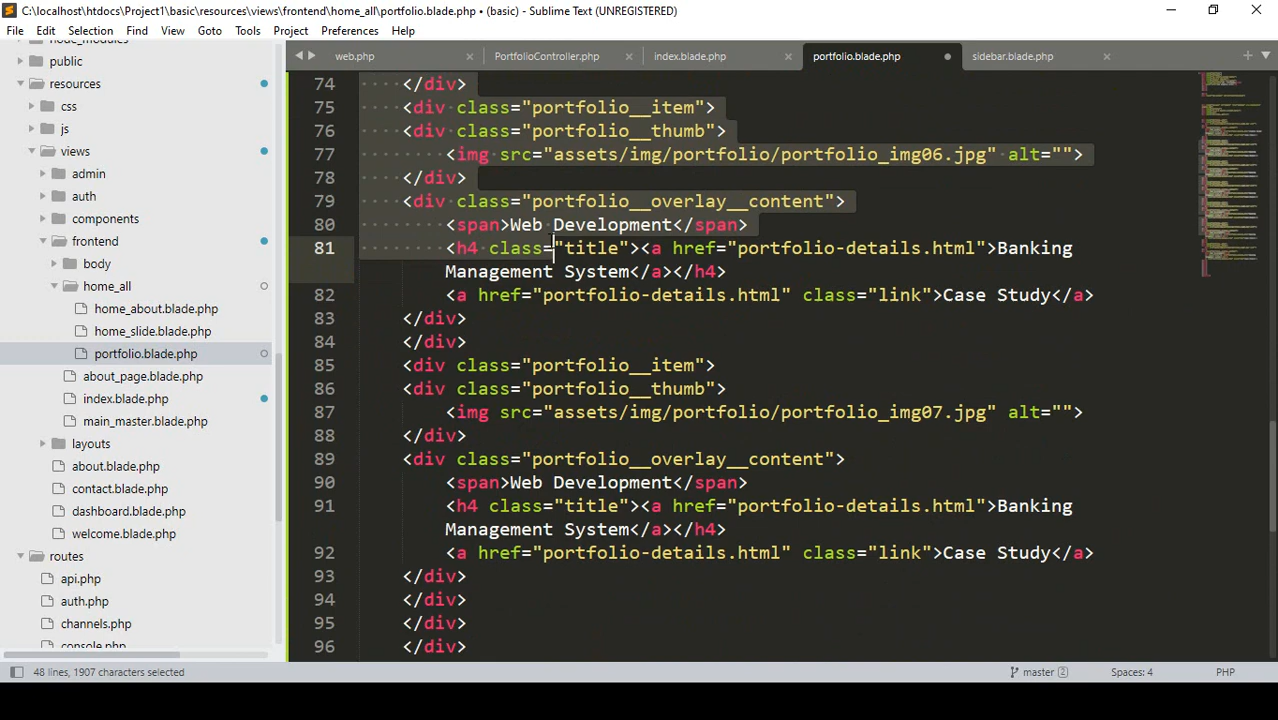 C:\localhost\htdocs\Project1\basic\resources\views\frontend\home_all\portfolio.blade.php • (basic) - Sublime Text (UNREGISTERED)
File Edit Selection Find View Goto Tools Project Preferences Help
web.php PortfolioController.php index.blade.php portfolio.blade.php sidebar.blade.php
node_modules
public
resources
css
js
views
admin
auth
components
frontend
body
home_all
home_about.blade.php
home_slide.blade.php
portfolio.blade.php
about_page.blade.php
index.blade.php
main_master.blade.php
layouts
about.blade.php
contact.blade.php
dashboard.blade.php
welcome.blade.php
routes
api.php
auth.php
channels.php
console.php
74 </div>
75 <div class="portfolio__item">
76 <div class="portfolio__thumb">
77 <img src="assets/img/portfolio/portfolio_img06.jpg" alt="">
78 </div>
79 <div class="portfolio__overlay__content">
80 <span>Web Development</span>
81 <h4 class="title"><a href="portfolio-details.html">Banking
Management System</a></h4>
82 <a href="portfolio-details.html" class="link">Case Study</a>
83 </div>
84 </div>
85 <div class="portfolio__item">
86 <div class="portfolio__thumb">
87 <img src="assets/img/portfolio/portfolio_img07.jpg" alt="">
88 </div>
89 <div class="portfolio__overlay__content">
90 <span>Web Development</span>
91 <h4 class="title"><a href="portfolio-details.html">Banking
Management System</a></h4>
92 <a href="portfolio-details.html" class="link">Case Study</a>
93 </div>
94 </div>
95 </div>
96 </div>
48 lines, 1907 characters selected master 2 Spaces: 4 PHP